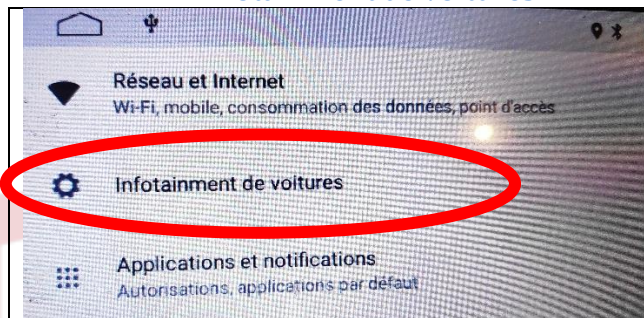 Réseau et Internet
Wi-Fi, mobile, consommation des données, point d'accès
Infotainment de voitures
Applications et notifications
Autorisations, applications par défaut